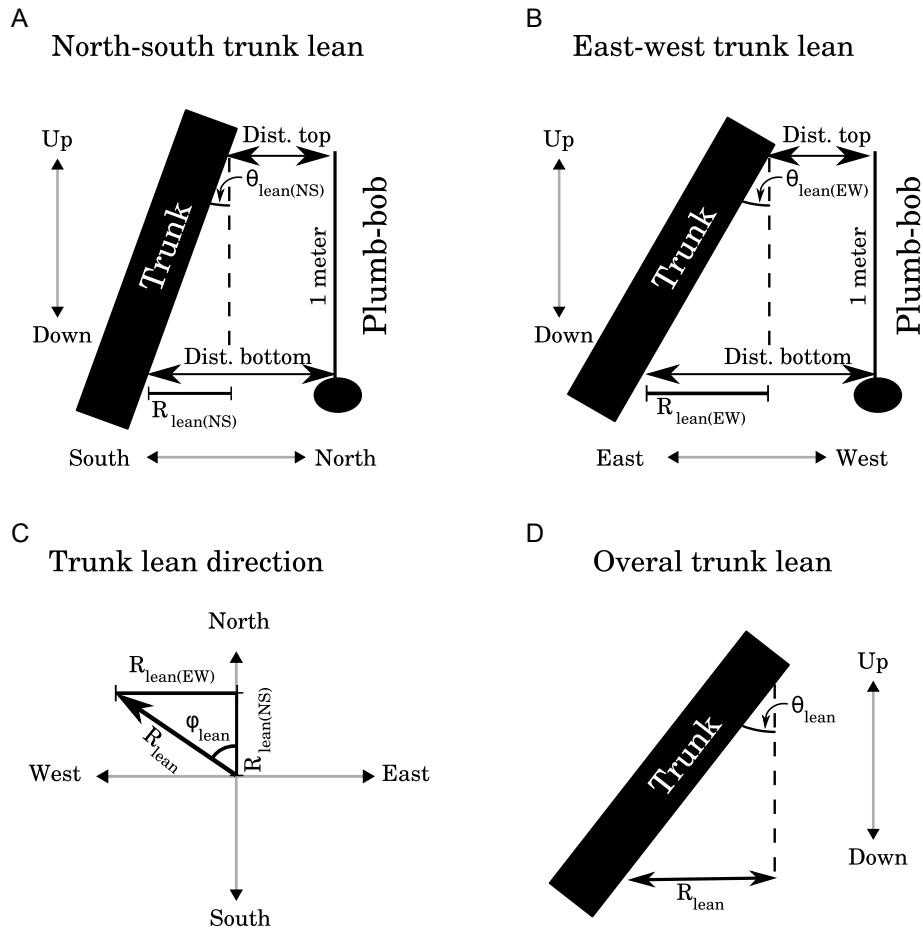 A
North-south trunk lean
Up
Down
Dist. top
θlean(NS)
Trunk
1 meter
Plumb-bob
Dist. bottom
Rlean(NS)
South
North
B
East-west trunk lean
Up
Down
Dist. top
θlean(EW)
Trunk
1 meter
Plumb-bob
Dist. bottom
Rlean(EW)
East
West
C
Trunk lean direction
North
Rlean(EW)
Rlean(NS)
φlean
Rlean
West
East
South
D
Overal trunk lean
Up
θlean
Trunk
Down
Rlean